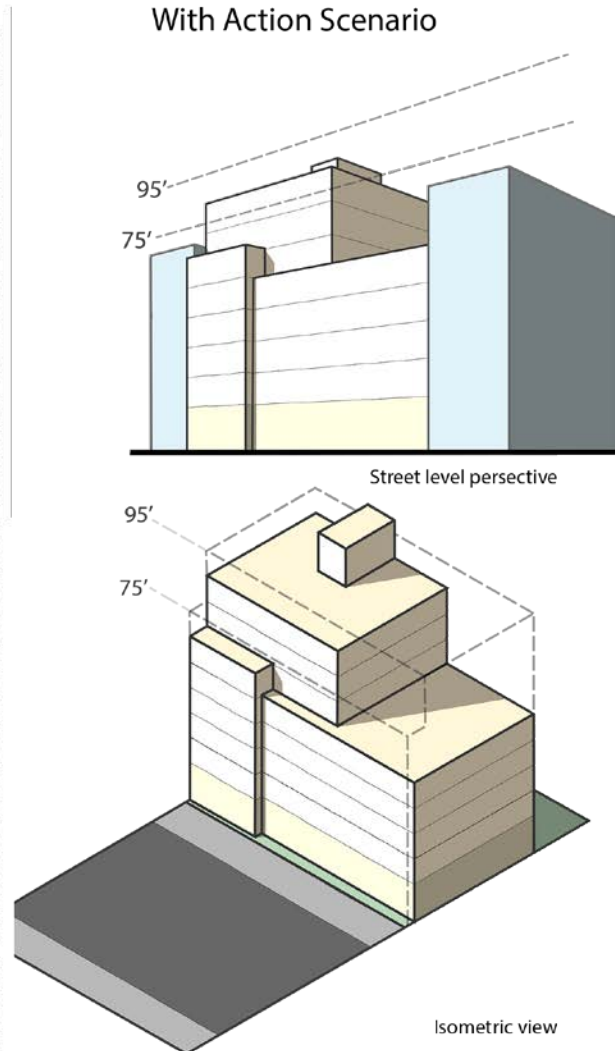 With Action Scenario
95’
75’
Street level persective
95’
75’
Isometric view